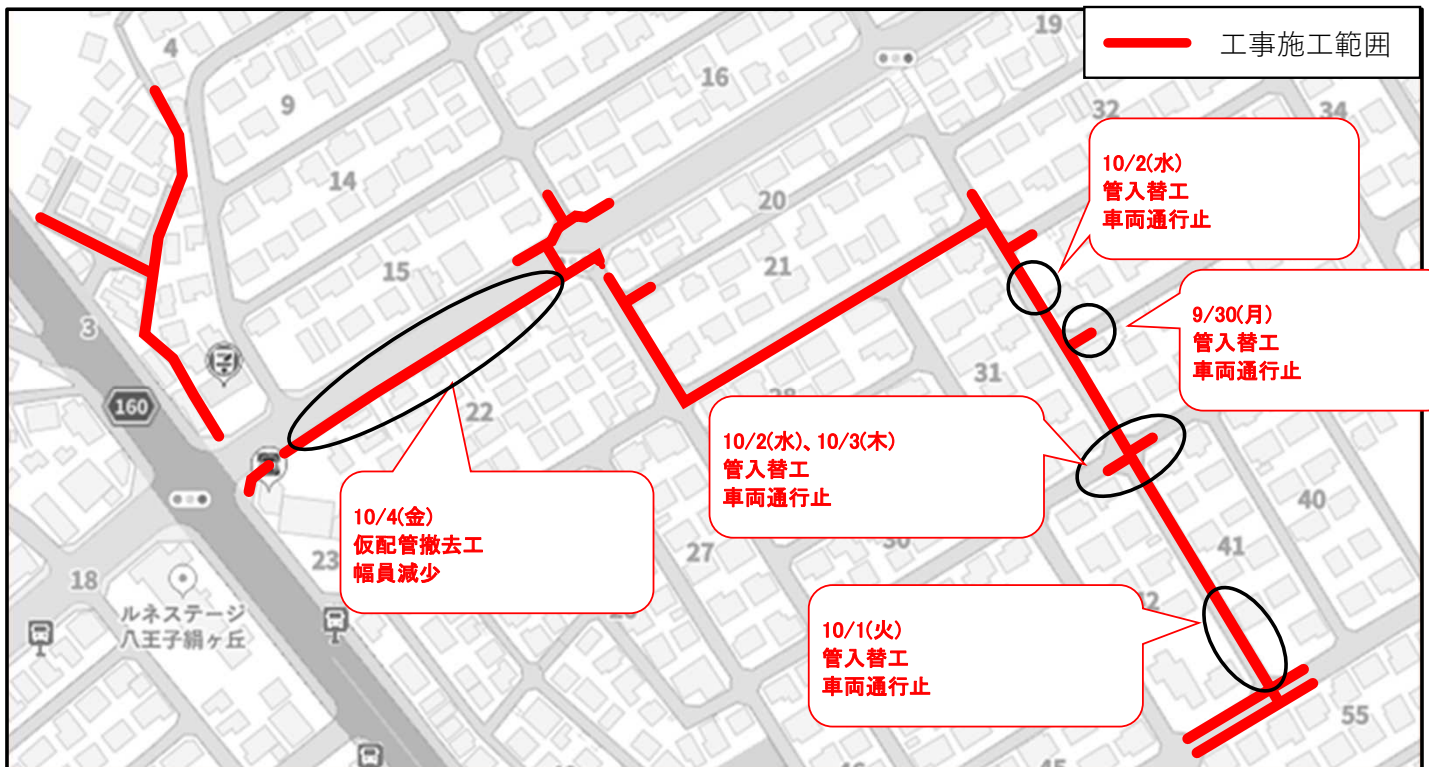 工事施工範囲
19
4
16
9
32
34
10/2(水)
管入替工
車両通行止
14
20
15
21
9/30(月)
管入替工
車両通行止
3
31
160
22
10/2(水)、10/3(木)
管入替工
車両通行止
40
10/4(金)
仮配管撤去工
幅員減少
23
27
41
18
ルネステージ
八王子絹ヶ丘
10/1(火)
管入替工
車両通行止
55